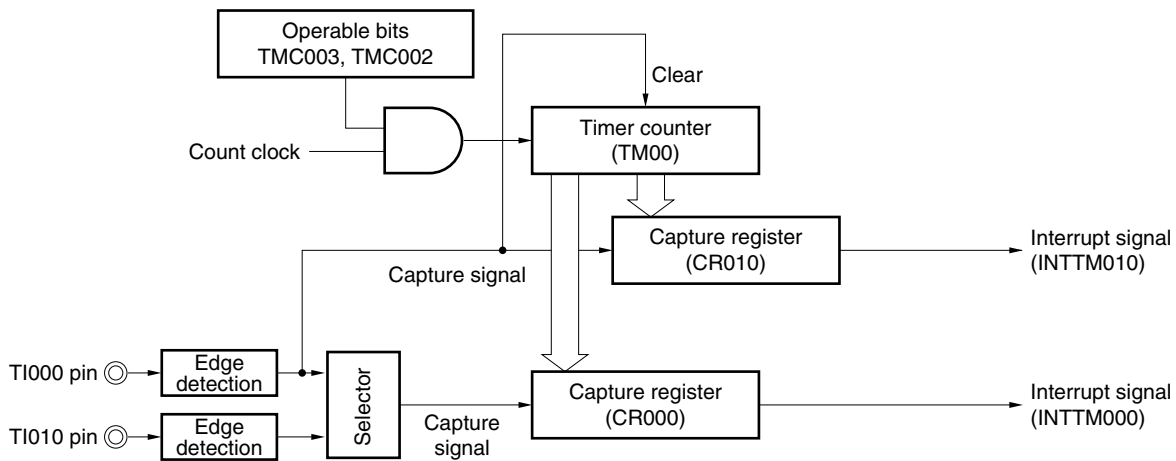 Operable bits
TMC003, TMC002
Clear
Timer counter
(TM00)
Count clock
Capture register
(CR010)
Interrupt signal
(INTTM010)
Capture signal
TI000 pin
Edge
detection
Selector
Capture register
(CR000)
Interrupt signal
(INTTM000)
TI010 pin
Edge
detection
Capture
signal